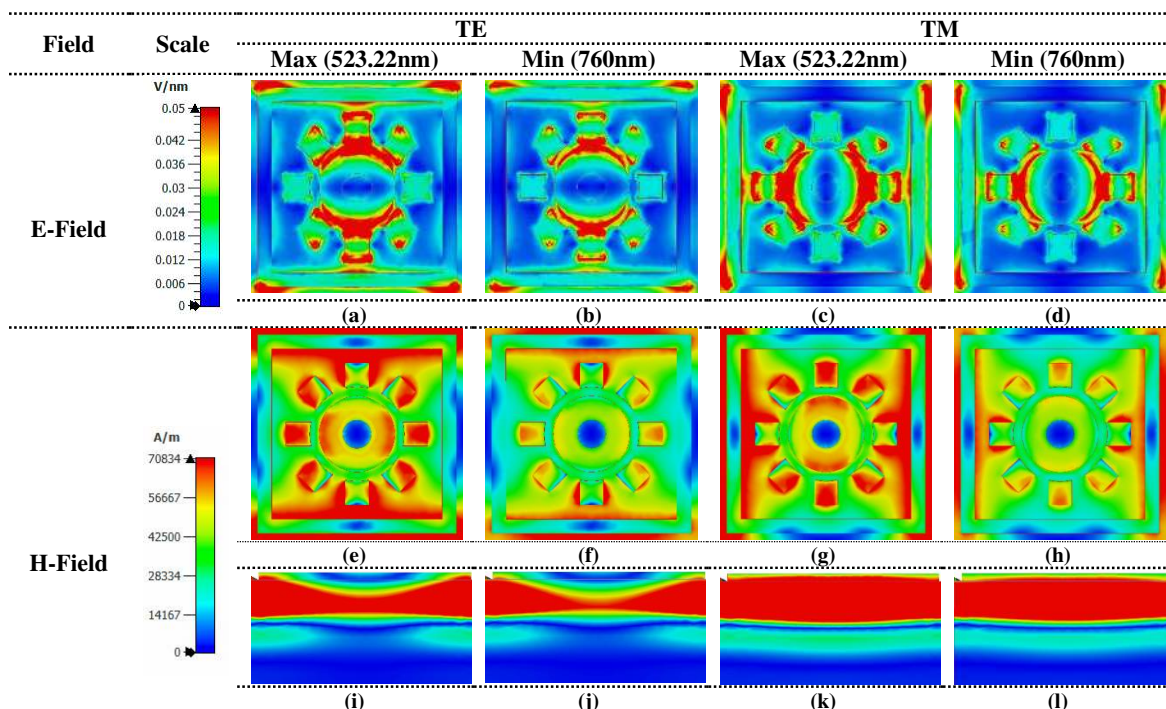 Field Scale TE TM
Max (523.22nm) Min (760nm) Max (523.22nm) Min (760nm)
E-Field
V/nm
0.05
0.042
0.036
0.03
0.024
0.018
0.012
0.006
0
(a) (b) (c) (d)
H-Field
A/m
70834
56667
42500
28334
14167
0
(e) (f) (g) (h)
(i) (j) (k) (l)